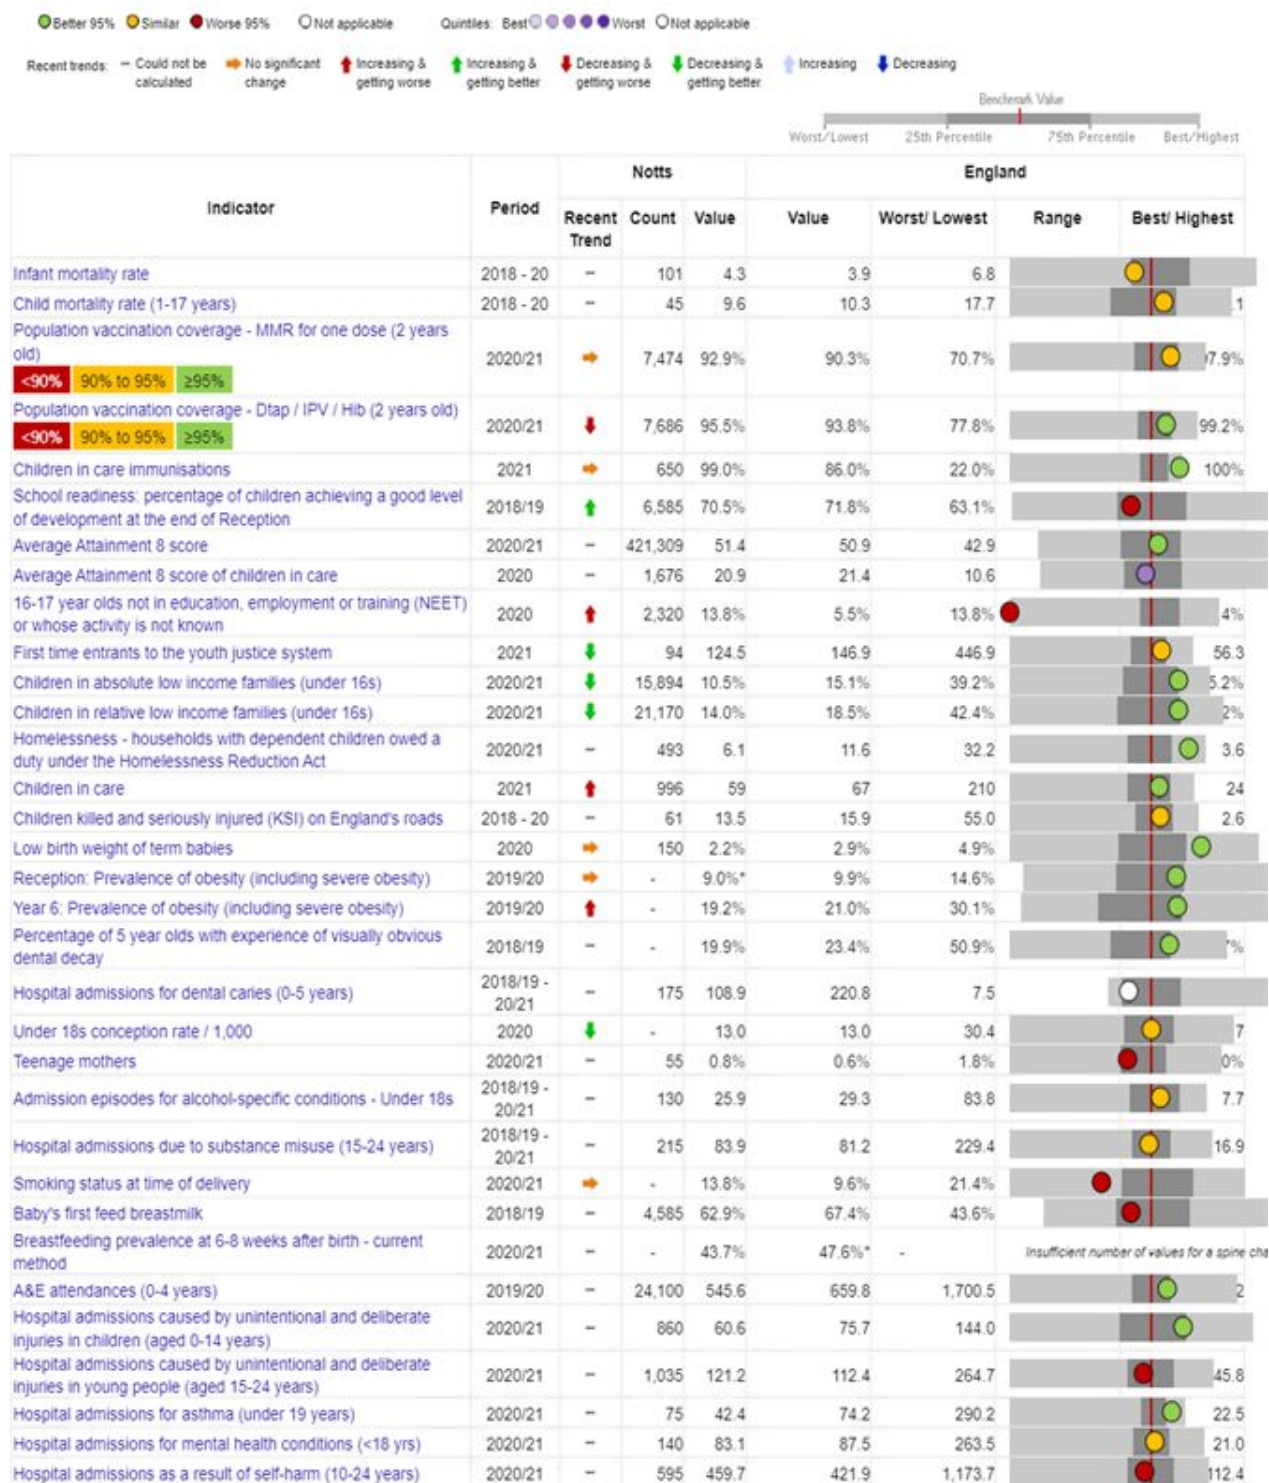 Better 95% Similar Worse 95% Not applicable Quintiles: Best Worst Not applicable
Recent trends: – Could not be calculated No significant change Increasing & getting worse Increasing & getting better Decreasing & getting worse Decreasing & getting better Increasing Decreasing
Benchmark Value
Worst/Lowest 25th Percentile 75th Percentile Best/Highest
Notts England
Indicator Period Recent Trend Count Value Value Worst/ Lowest Range Best/ Highest
Infant mortality rate 2018 - 20 – 101 4.3 3.9 6.8
Child mortality rate (1-17 years) 2018 - 20 – 45 9.6 10.3 17.7 .1
Population vaccination coverage - MMR for one dose (2 years
old) 2020/21 7,474 92.9% 90.3% 70.7% 7.9%
<90% 90% to 95% ≥95%
Population vaccination coverage - Dtap / IPV / Hib (2 years old) 2020/21 7,686 95.5% 93.8% 77.8% 99.2%
<90% 90% to 95% ≥95%
Children in care immunisations 2021 650 99.0% 86.0% 22.0% 100%
School readiness: percentage of children achieving a good level
of development at the end of Reception 2018/19 6,585 70.5% 71.8% 63.1%
Average Attainment 8 score 2020/21 – 421,309 51.4 50.9 42.9
Average Attainment 8 score of children in care 2020 – 1,676 20.9 21.4 10.6
16-17 year olds not in education, employment or training (NEET)
or whose activity is not known 2020 2,320 13.8% 5.5% 13.8% 4%
First time entrants to the youth justice system 2021 94 124.5 146.9 446.9 56.3
Children in absolute low income families (under 16s) 2020/21 15,894 10.5% 15.1% 39.2% 5.2%
Children in relative low income families (under 16s) 2020/21 21,170 14.0% 18.5% 42.4% 2%
Homelessness - households with dependent children owed a
duty under the Homelessness Reduction Act 2020/21 – 493 6.1 11.6 32.2 3.6
Children in care 2021 996 59 67 210 24
Children killed and seriously injured (KSI) on England's roads 2018 - 20 – 61 13.5 15.9 55.0 2.6
Low birth weight of term babies 2020 150 2.2% 2.9% 4.9%
Reception: Prevalence of obesity (including severe obesity) 2019/20 - 9.0%* 9.9% 14.6%
Year 6: Prevalence of obesity (including severe obesity) 2019/20 - 19.2% 21.0% 30.1%
Percentage of 5 year olds with experience of visually obvious
dental decay 2018/19 – - 19.9% 23.4% 50.9% %
Hospital admissions for dental caries (0-5 years) 2018/19 - 20/21 – 175 108.9 220.8 7.5
Under 18s conception rate / 1,000 2020 - 13.0 13.0 30.4 7
Teenage mothers 2020/21 – 55 0.8% 0.6% 1.8% 0%
Admission episodes for alcohol-specific conditions - Under 18s 2018/19 - 20/21 – 130 25.9 29.3 83.8 7.7
Hospital admissions due to substance misuse (15-24 years) 2018/19 - 20/21 – 215 83.9 81.2 229.4 16.9
Smoking status at time of delivery 2020/21 - 13.8% 9.6% 21.4%
Baby's first feed breastmilk 2018/19 – 4,585 62.9% 67.4% 43.6%
Breastfeeding prevalence at 6-8 weeks after birth - current
method 2020/21 – - 43.7% 47.6%* - Insufficient number of values for a spine cha
A&E attendances (0-4 years) 2019/20 – 24,100 545.6 659.8 1,700.5 2
Hospital admissions caused by unintentional and deliberate
injuries in children (aged 0-14 years) 2020/21 – 860 60.6 75.7 144.0
Hospital admissions caused by unintentional and deliberate
injuries in young people (aged 15-24 years) 2020/21 – 1,035 121.2 112.4 264.7 45.8
Hospital admissions for asthma (under 19 years) 2020/21 – 75 42.4 74.2 290.2 22.5
Hospital admissions for mental health conditions (<18 yrs) 2020/21 – 140 83.1 87.5 263.5 21.0
Hospital admissions as a result of self-harm (10-24 years) 2020/21 – 595 459.7 421.9 1,173.7 112.4